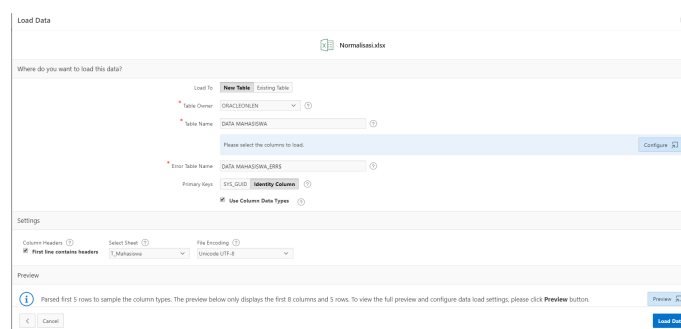 Load Data
Normalisasi.xlsx
Where do you want to load this data?
Load To New Table Existing Table
* Table Owner ORACLEONLEN
* Table Name DATA MAHASISWA
Please select the columns to load. Configure
* Error Table Name DATA MAHASISWA_ERR$
Primary Keys SYS_GUID Identity Column
Use Column Data Types
Settings
Column Headers Select Sheet File Encoding
First line contains headers T_Mahasiswa Unicode UTF-8
Preview
Parsed first 5 rows to sample the column types. The preview below only displays the first 8 columns and 5 rows. To view the full preview and configure data load settings, please click Preview button. Preview
< Cancel Load Dat